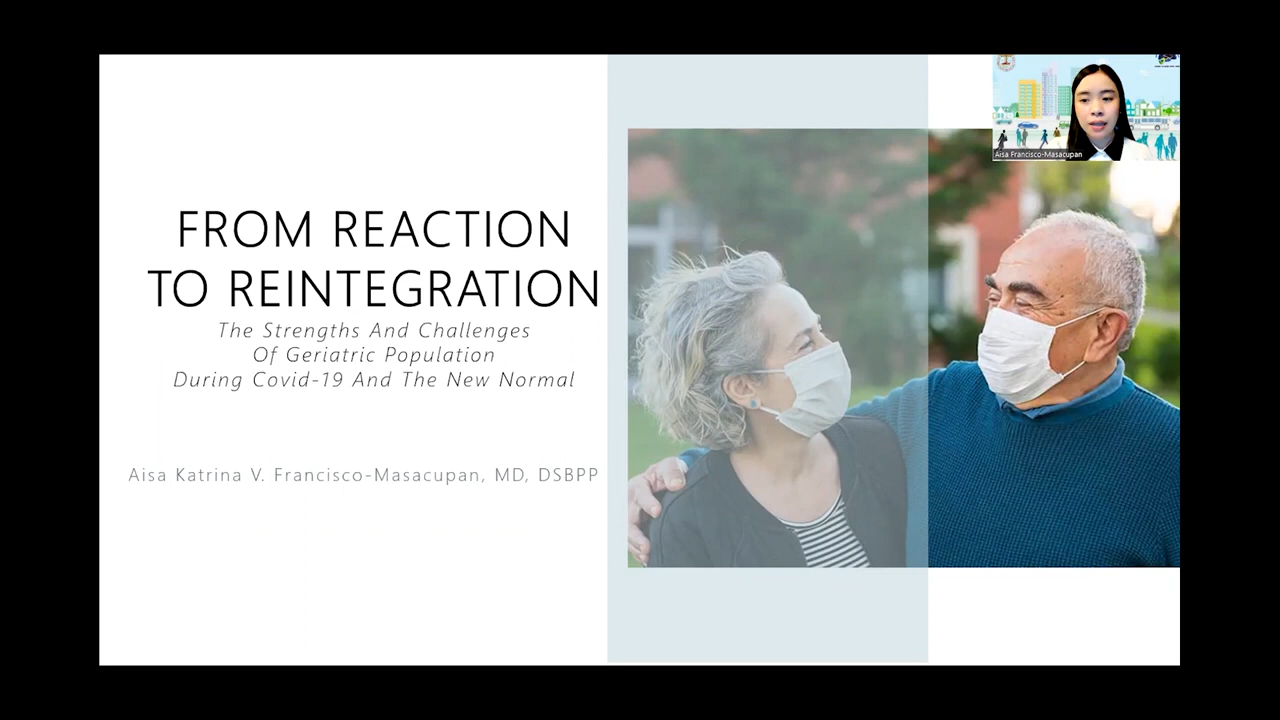 FROM REACTION
TO REINTEGRATION
The Strengths And Challenges
Of Geriatric Population
During Covid-19 And The New Normal
Aisa Katrina V. Francisco-Masacupan, MD, DSBPP
Aisa Francisco-Masacupan